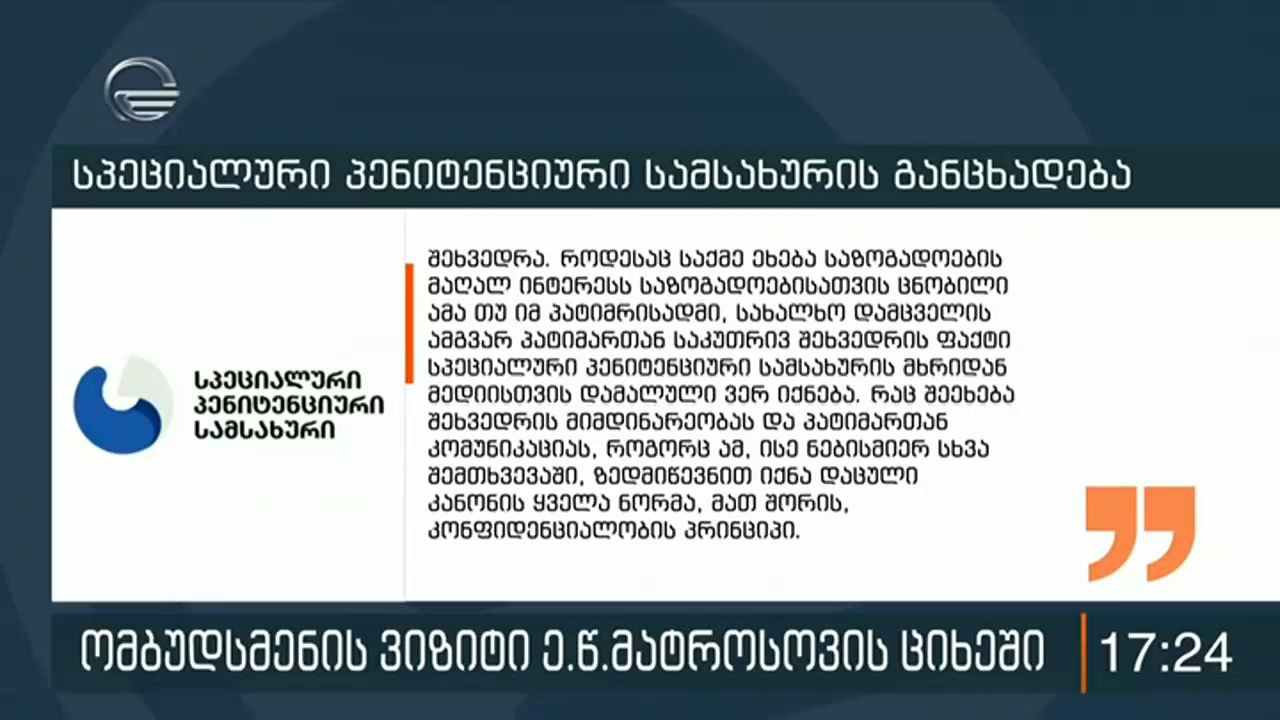 სპეციალური პენიტენციური სამსახურის განცხადება
შეხვედრა. როდესაც საქმე ეხება საზოგადოების
მაღალ ინტერესს საზოგადოებისათვის ცნობილი
ამა თუ იმ პატიმრისადმი, სახალხო დამცველის
ამგვარ პატიმართან საკუთრივ შეხვედრის ფაქტი
სპეციალური პენიტენციური სამსახურის მხრიდან
მედიისთვის დამალული ვერ იქნება. რაც შეეხება
შეხვედრის მიმდინარეობას და პატიმართან
კომუნიკაციას, როგორც ამ, ისე ნებისმიერ სხვა
შემთხვევაში, ზედმიწევნით იქნა დაცული
კანონის ყველა ნორმა, მათ შორის,
კონფიდენციალობის პრინციპი.
სპეციალური
პენიტენციური
სამსახური
ომბუდსმენის ვიზიტი ე.წ.მატროსოვის ციხეში
17:24